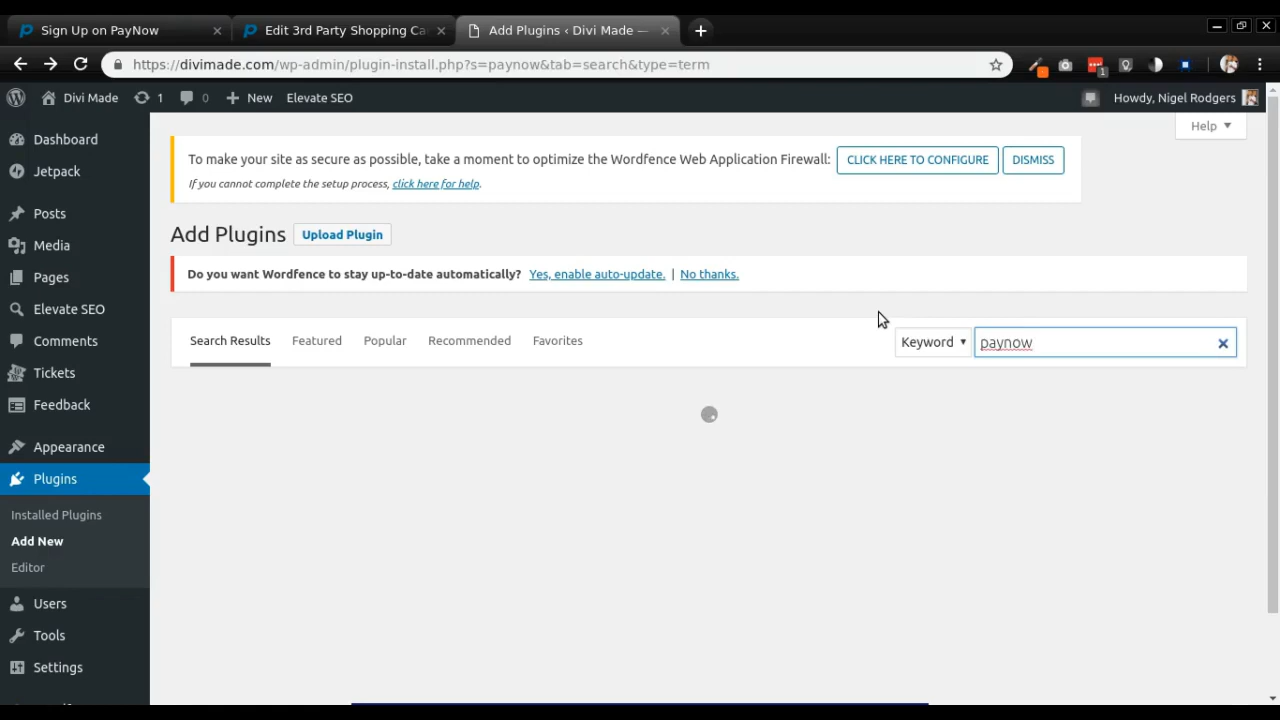 Sign Up on PayNow
Edit 3rd Party Shopping Ca
Add Plugins ‹ Divi Made —
https://divimade.com/wp-admin/plugin-install.php?s=paynow&tab=search&type=term
1
Divi Made
1
0
New
Elevate SEO
Howdy, Nigel Rodgers
Help
Dashboard
Jetpack
Posts
Media
Pages
Elevate SEO
Comments
Tickets
Feedback
Appearance
Plugins
Installed Plugins
Add New
Editor
Users
Tools
Settings
To make your site as secure as possible, take a moment to optimize the Wordfence Web Application Firewall: CLICK HERE TO CONFIGURE DISMISS
If you cannot complete the setup process, click here for help.
Add Plugins Upload Plugin
Do you want Wordfence to stay up-to-date automatically? Yes, enable auto-update. | No thanks.
Search Results Featured Popular Recommended Favorites Keyword paynow